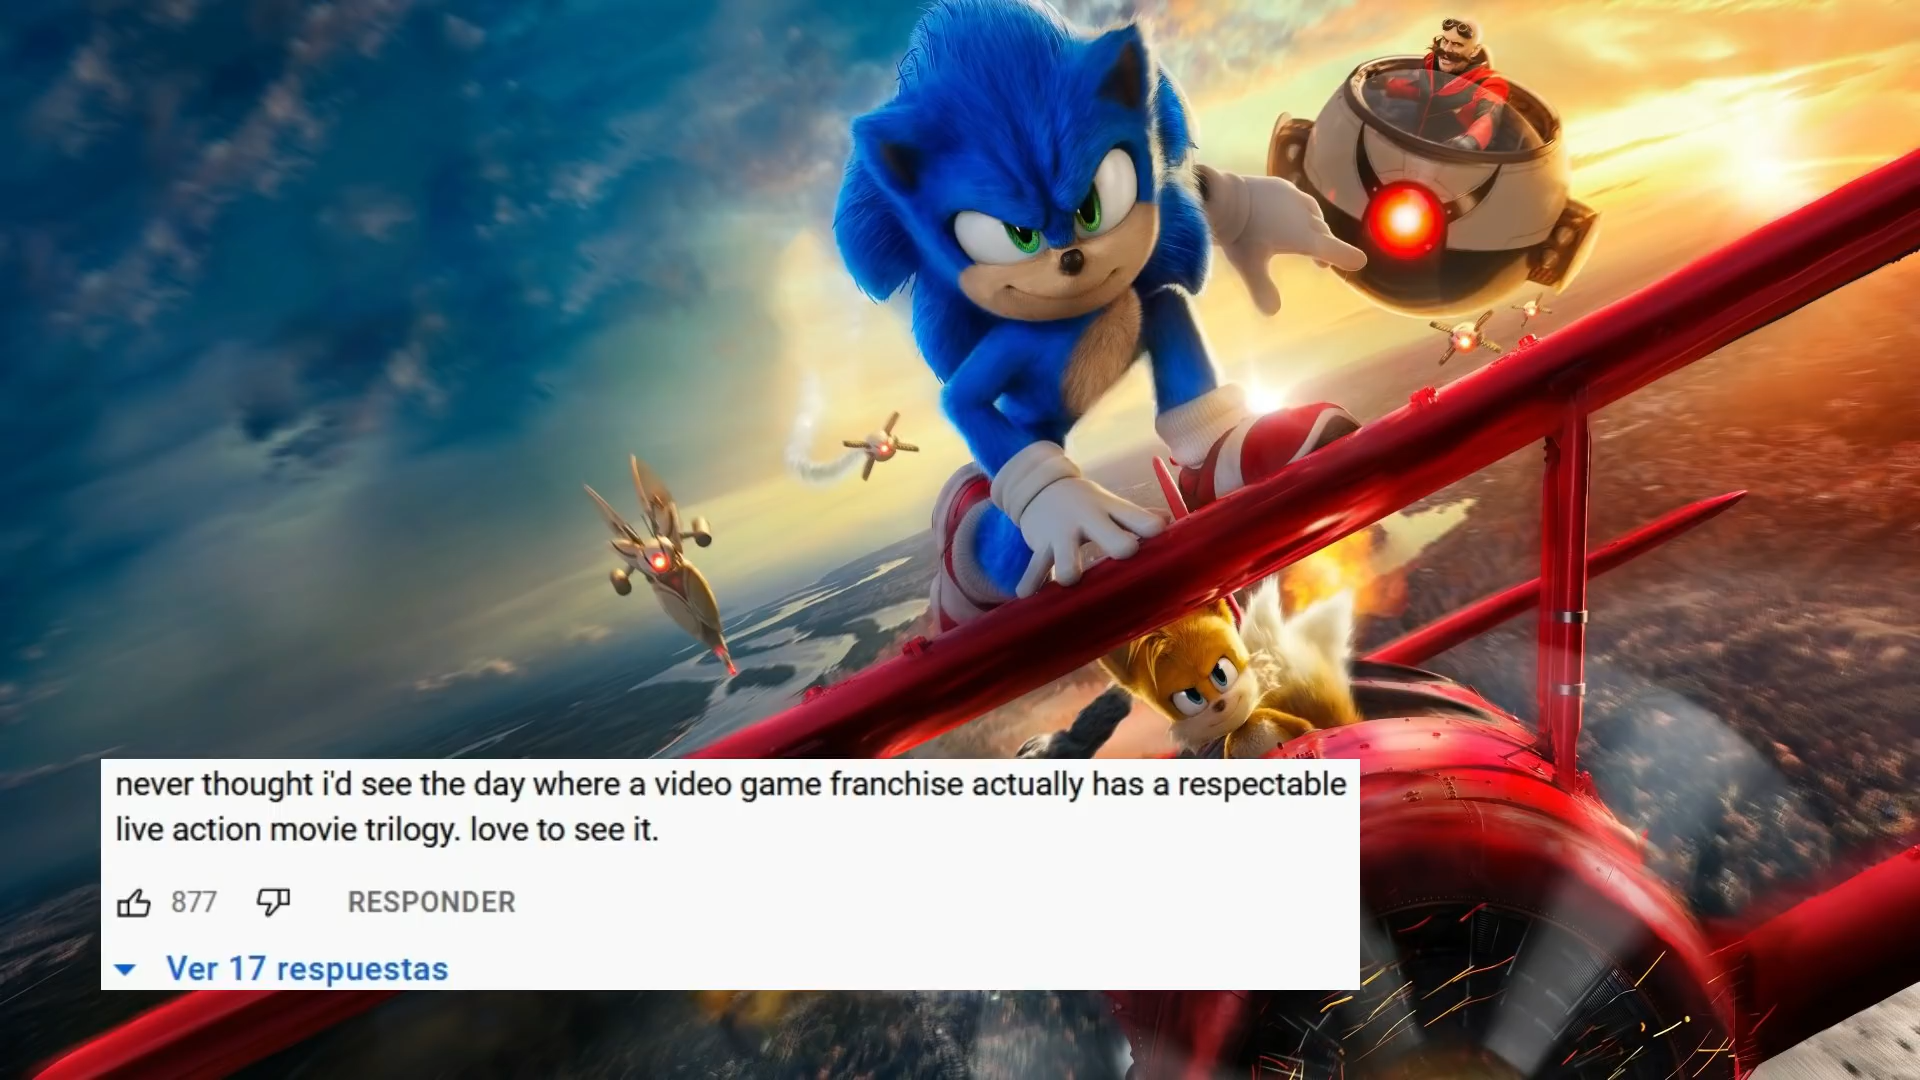 never thought i'd see the day where a video game franchise actually has a respectable
live action movie trilogy. love to see it.
877 RESPONDER
Ver 17 respuestas